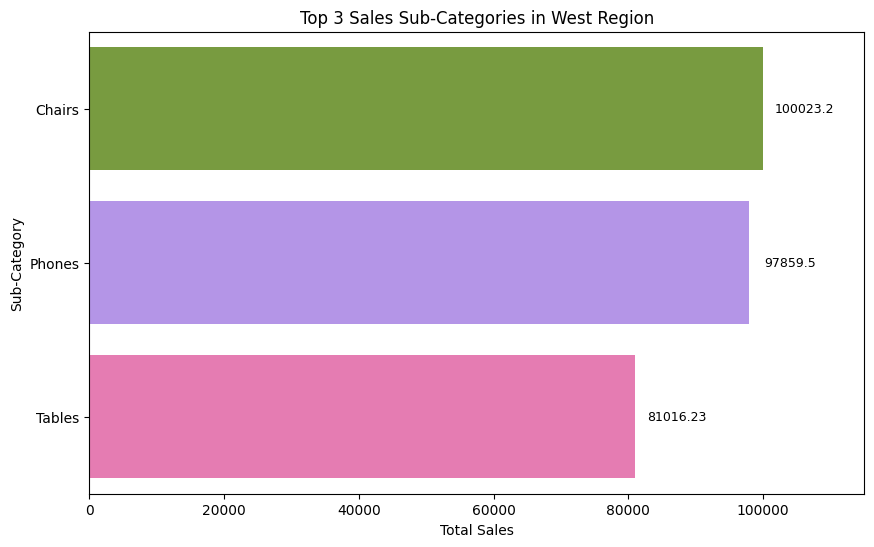 Top 3 Sales Sub-Categories in West Region
Sub-Category
Chairs
100023.2
Phones
97859.5
Tables
81016.23
0 20000 40000 60000 80000 100000
Total Sales